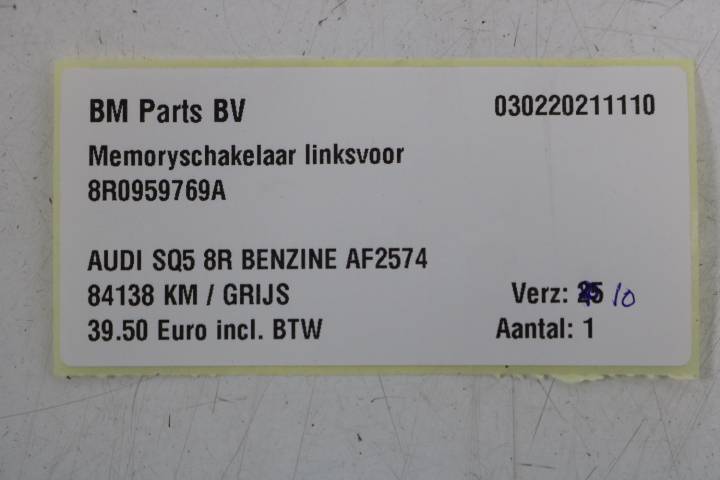 BM Parts BV 030220211110
Memoryschakelaar linksvoor
8R0959769A
AUDI SQ5 8R BENZINE AF2574
84138 KM / GRIJS Verz: 25 10
39.50 Euro incl. BTW Aantal: 1